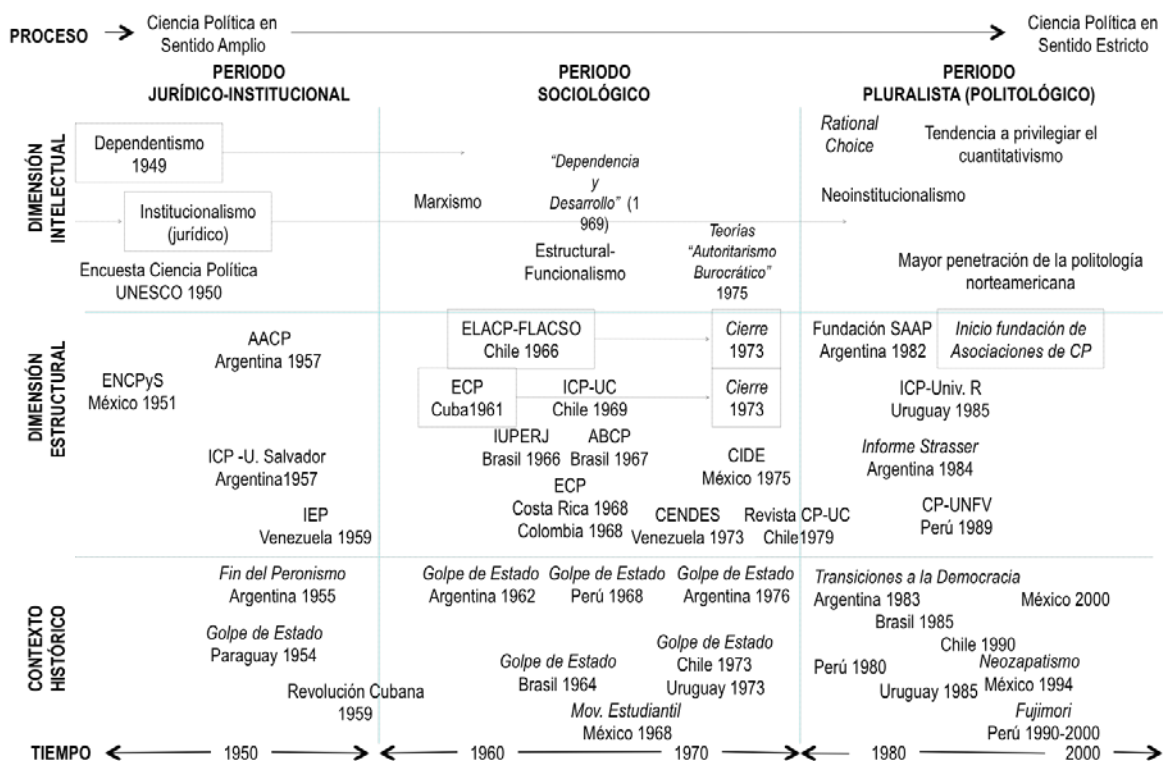 PROCESO
Ciencia Política en
Sentido Amplio
Ciencia Política en
Sentido Estricto
PERIODO
JURÍDICO-INSTITUCIONAL
PERIODO
SOCIOLÓGICO
PERIODO
PLURALISTA (POLITOLÓGICO)
DIMENSIÓN
INTELECTUAL
Dependentismo
1949
Institucionalismo
(jurídico)
Encuesta Ciencia Política
UNESCO 1950
Marxismo
“Dependencia
y
Desarrollo” (1
969)
Estructural-
Funcionalismo
Teorías
“Autoritarismo
Burocrático”
1975
Rational
Choice
Tendencia a privilegiar el
cuantitativismo
Neoinstitucionalismo
Mayor penetración de la politología
norteamericana
DIMENSIÓN
ESTRUCTURAL
AACP
Argentina 1957
ENCPyS
México 1951
ICP -U. Salvador
Argentina1957
IEP
Venezuela 1959
ELACP-FLACSO
Chile 1966
Cierre
1973
ECP
Cuba1961
ICP-UC
Chile 1969
Cierre
1973
IUPERJ
Brasil 1966
ABCP
Brasil 1967
CIDE
México 1975
ECP
Costa Rica 1968
Colombia 1968
CENDES
Venezuela 1973
Revista CP-UC
Chile1979
Fundación SAAP
Argentina 1982
Inicio fundación de
Asociaciones de CP
ICP-Univ. R
Uruguay 1985
Informe Strasser
Argentina 1984
CP-UNFV
Perú 1989
CONTEXTO
HISTÓRICO
Fin del Peronismo
Argentina 1955
Golpe de Estado
Paraguay 1954
Revolución Cubana
1959
Golpe de Estado
Argentina 1962
Golpe de Estado
Perú 1968
Golpe de Estado
Argentina 1976
Golpe de Estado
Brasil 1964
Golpe de Estado
Chile 1973
Uruguay 1973
Mov. Estudiantil
México 1968
Transiciones a la Democracia
Argentina 1983
México 2000
Brasil 1985
Chile 1990
Perú 1980
Neozapatismo
México 1994
Uruguay 1985
Fujimori
Perú 1990-2000
TIEMPO
1950
1960
1970
1980
2000